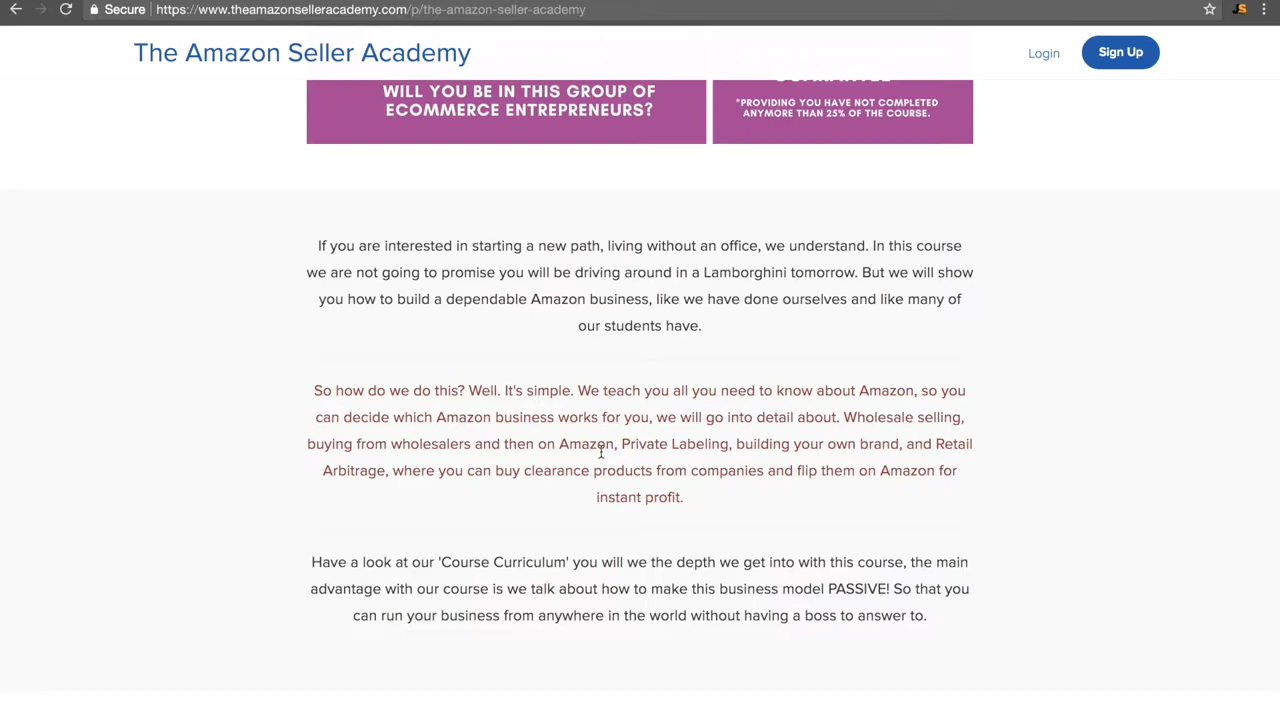 Secure
https://www.theamazonselleracademy.com/p/the-amazon-seller-academy
The Amazon Seller Academy
Login
Sign Up
WILL YOU BE IN THIS GROUP OF
ECOMMERCE ENTREPRENEURS?
*PROVIDING YOU HAVE NOT COMPLETED
ANYMORE THAN 25% OF THE COURSE.
If you are interested in starting a new path, living without an office, we understand. In this course
we are not going to promise you will be driving around in a Lamborghini tomorrow. But we will show
you how to build a dependable Amazon business, like we have done ourselves and like many of
our students have.
So how do we do this? Well. It's simple. We teach you all you need to know about Amazon, so you
can decide which Amazon business works for you, we will go into detail about. Wholesale selling,
buying from wholesalers and then on Amazon, Private Labeling, building your own brand, and Retail
Arbitrage, where you can buy clearance products from companies and flip them on Amazon for
instant profit.
Have a look at our 'Course Curriculum' you will we the depth we get into with this course, the main
advantage with our course is we talk about how to make this business model PASSIVE! So that you
can run your business from anywhere in the world without having a boss to answer to.